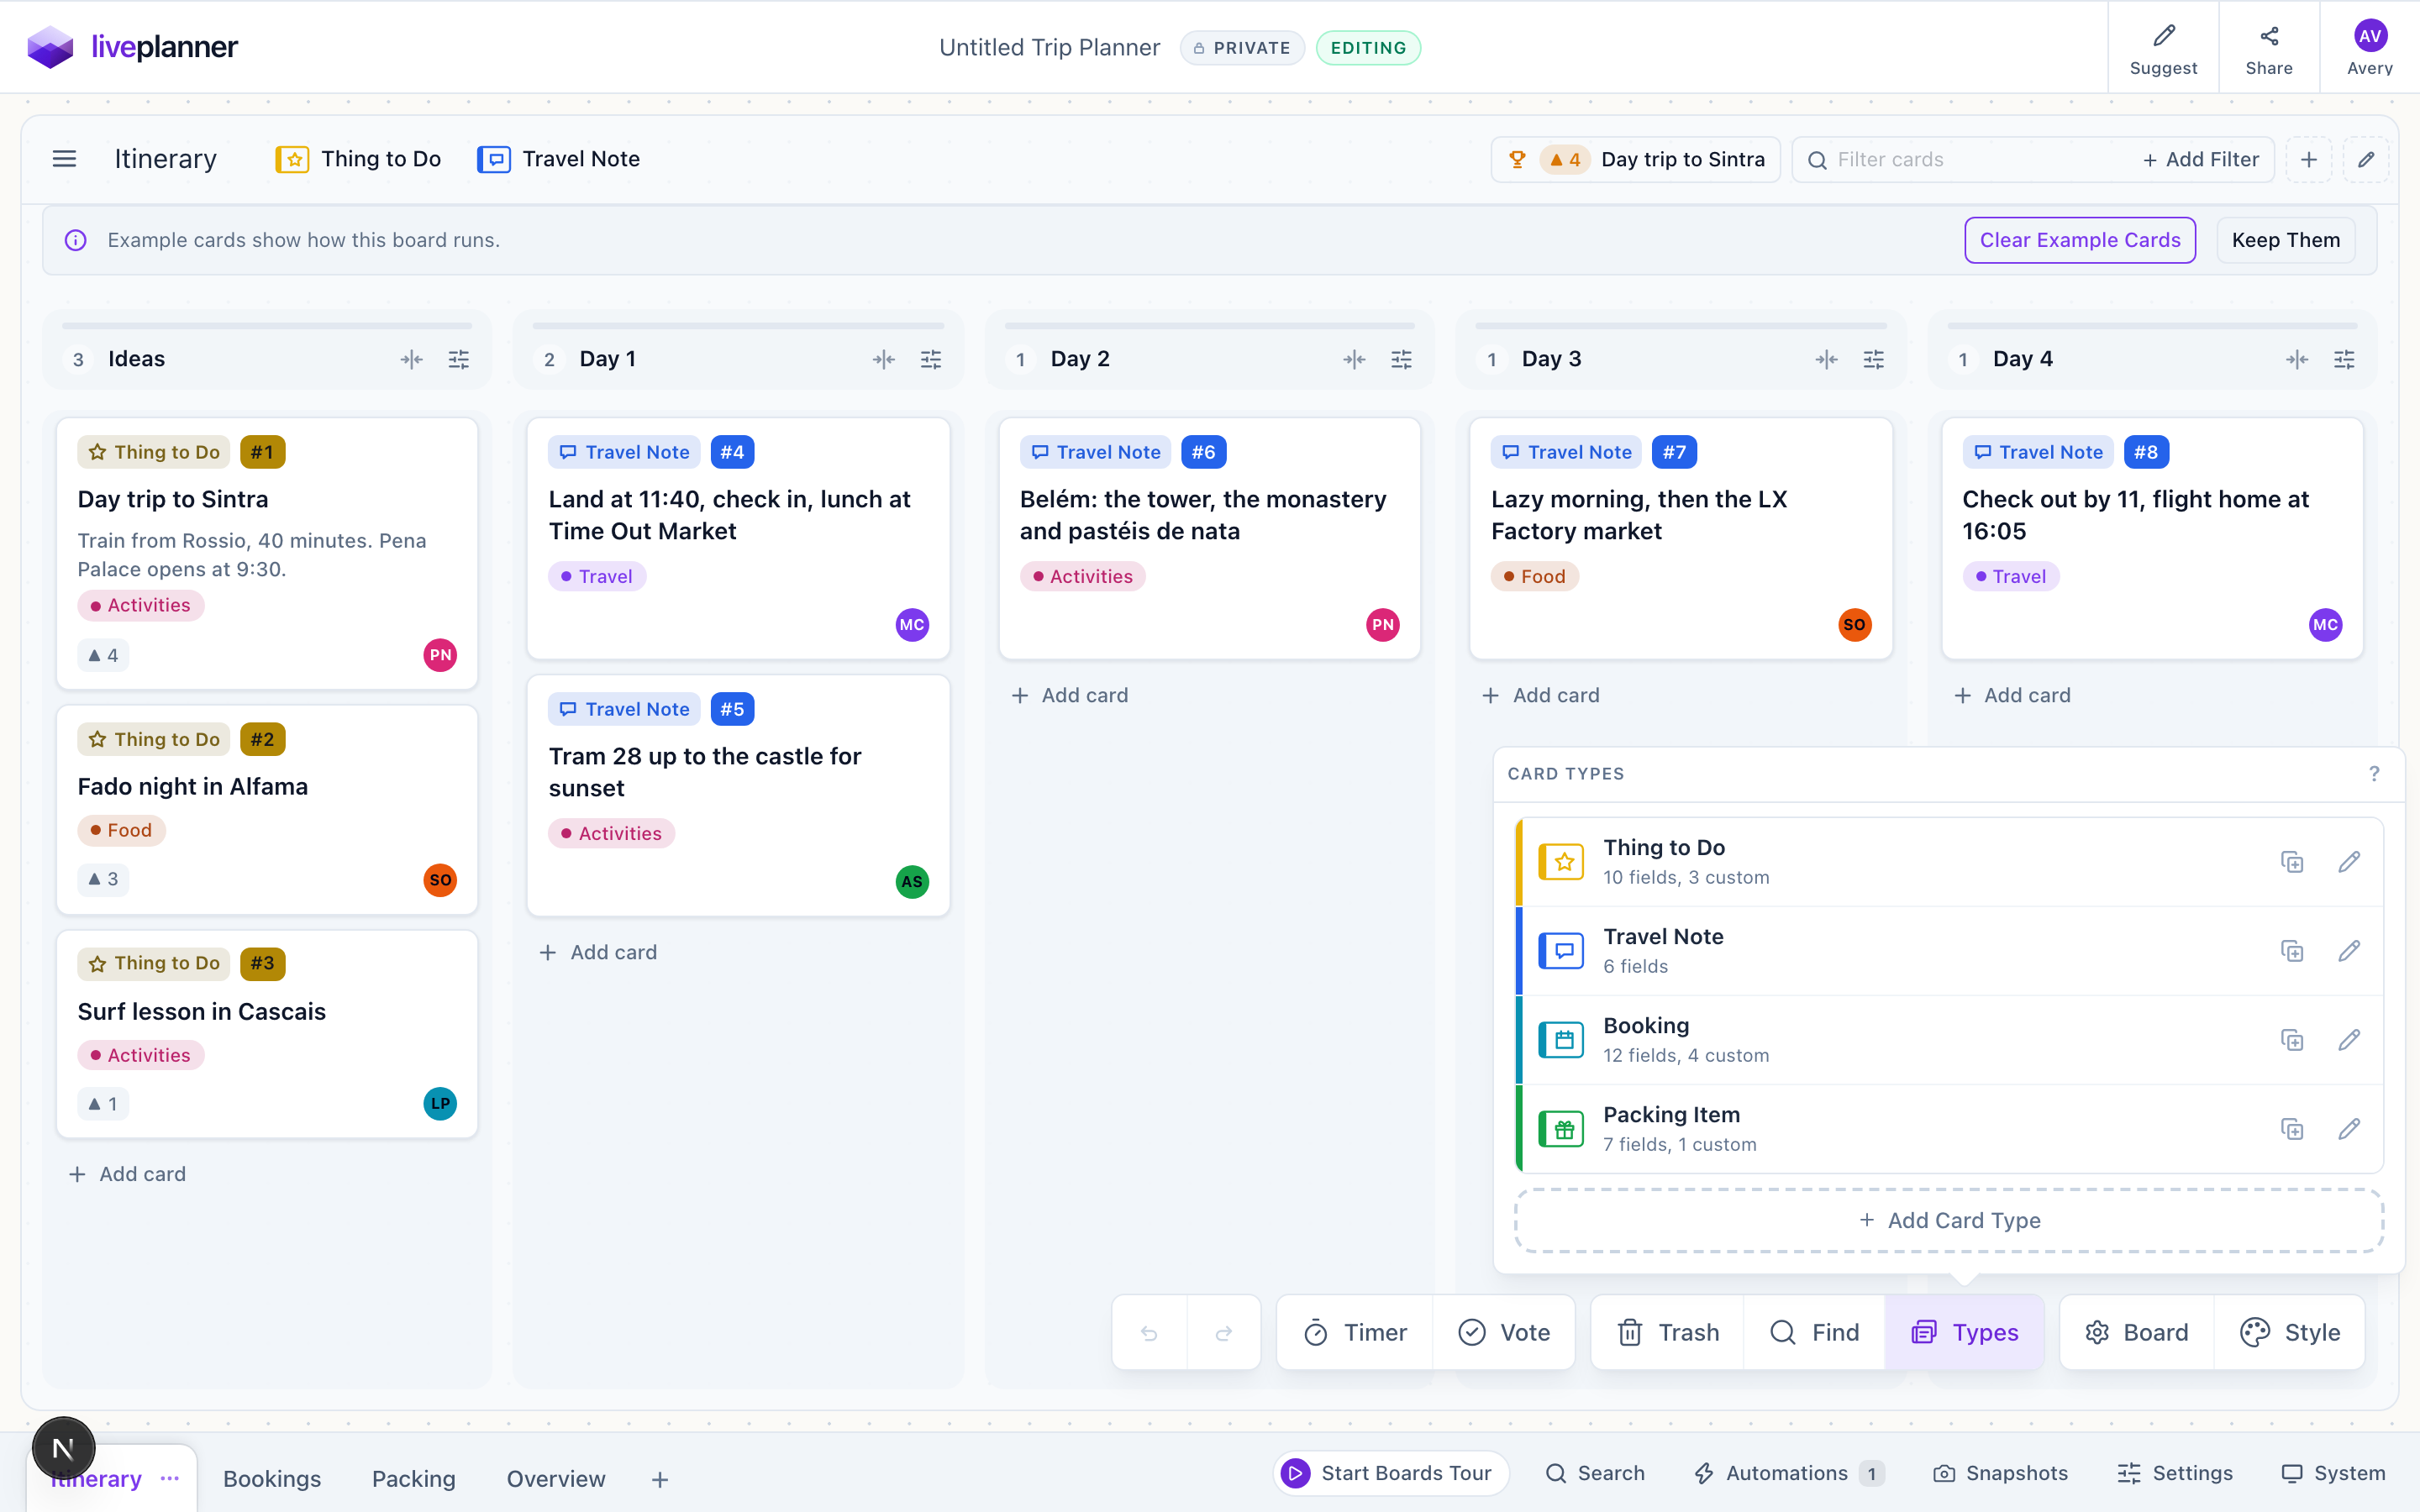 liveplanner
Untitled Trip Planner
PRIVATE
EDITING
Suggest
Share
AV
Avery
Itinerary
Thing to Do
Travel Note
4
Day trip to Sintra
Filter cards
+ Add Filter
Example cards show how this board runs.
Clear Example Cards
Keep Them
3 Ideas
Thing to Do #1
Day trip to Sintra
Train from Rossio, 40 minutes. Pena
Palace opens at 9:30.
Activities
4
PN
Thing to Do #2
Fado night in Alfama
Food
3
SO
Thing to Do #3
Surf lesson in Cascais
Activities
1
LP
+ Add card
2 Day 1
Travel Note #4
Land at 11:40, check in, lunch at
Time Out Market
Travel
MC
Travel Note #5
Tram 28 up to the castle for
sunset
Activities
AS
+ Add card
1 Day 2
Travel Note #6
Belém: the tower, the monastery
and pastéis de nata
Activities
PN
+ Add card
1 Day 3
Travel Note #7
Lazy morning, then the LX
Factory market
Food
SO
+ Add card
1 Day 4
Travel Note #8
Check out by 11, flight home at
16:05
Travel
MC
+ Add card
CARD TYPES
?
Thing to Do
10 fields, 3 custom
Travel Note
6 fields
Booking
12 fields, 4 custom
Packing Item
7 fields, 1 custom
+ Add Card Type
Timer
Vote
Trash
Find
Types
Board
Style
N
Itinerary
Bookings
Packing
Overview
+
Start Boards Tour
Search
Automations 1
Snapshots
Settings
System